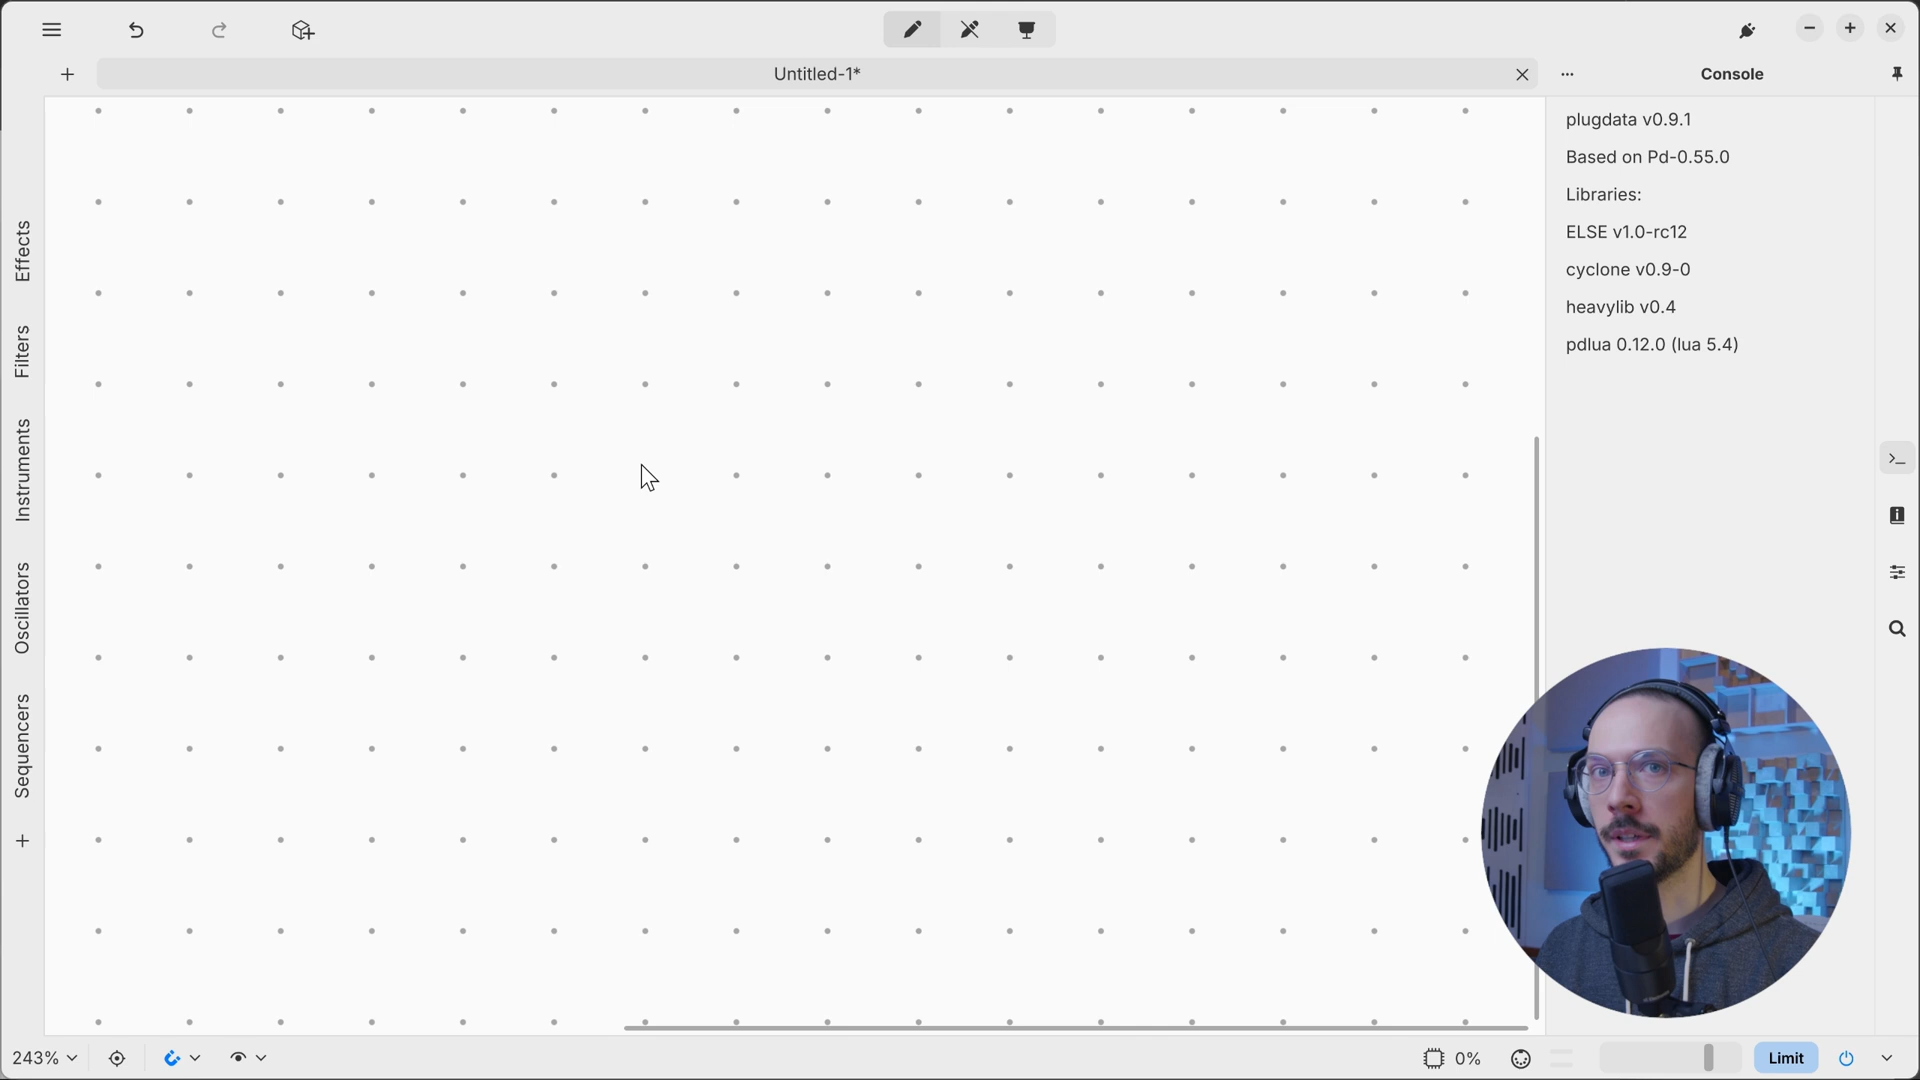 Untitled-1*
Console
plugdata v0.9.1
Based on Pd-0.55.0
Libraries:
ELSE v1.0-rc12
cyclone v0.9-0
heavylib v0.4
pdlua 0.12.0 (lua 5.4)
Effects
Filters
Instruments
Oscillators
Sequencers
243%
0%
Limit